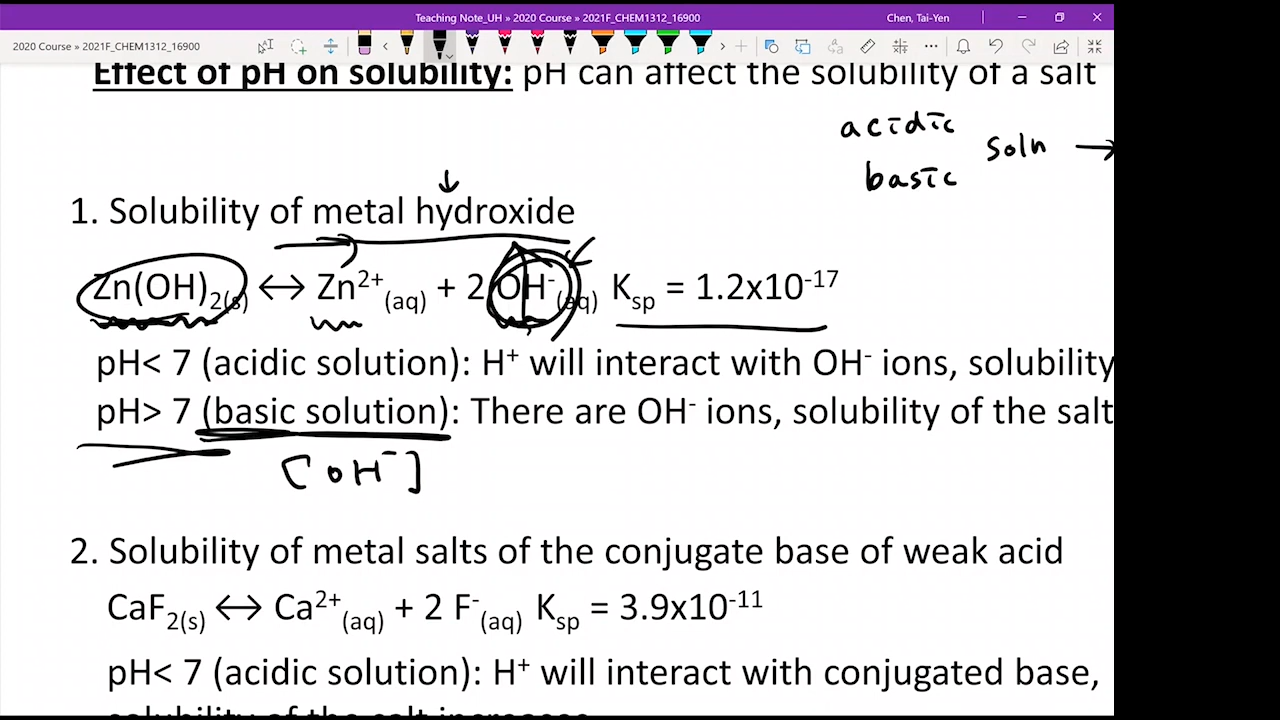 Teaching Note_UH » 2020 Course » 2021F_CHEM1312_16900
Chen, Tai-Yen
2020 Course » 2021F_CHEM1312_16900
Effect of pH on solubility: pH can affect the solubility of a salt
acidic
soln →
basic
↓
1. Solubility of metal hydroxide
Zn(OH)2(s) ↔ Zn2+(aq) + 2 OH-(aq) Ksp = 1.2x10-17
pH< 7 (acidic solution): H+ will interact with OH- ions, solubility
pH> 7 (basic solution): There are OH- ions, solubility of the salt
[OH-]
2. Solubility of metal salts of the conjugate base of weak acid
CaF2(s) ↔ Ca2+(aq) + 2 F-(aq) Ksp = 3.9x10-11
pH< 7 (acidic solution): H+ will interact with conjugated base,
solubility of the salt increases